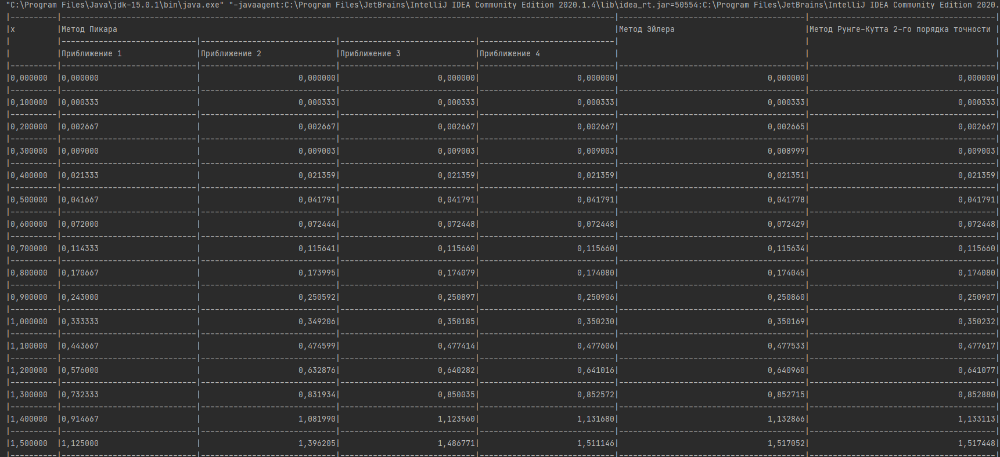 "C:\Program Files\Java\jdk-15.0.1\bin\java.exe" "-javaagent:C:\Program Files\JetBrains\IntelliJ IDEA Community Edition 2020.1.4\lib\idea_rt.jar=50554:C:\Program Files\JetBrains\IntelliJ IDEA Community Edition 2020.
|x |Метод Пикара |Метод Эйлера |Метод Рунге-Кутта 2-го порядка точности |
| |Приближение 1 |Приближение 2 |Приближение 3 |Приближение 4 | | |
|0,000000 |0,000000 | 0,000000| 0,000000| 0,000000| 0,000000| 0,000000|
|0,100000 |0,000333 | 0,000333| 0,000333| 0,000333| 0,000333| 0,000333|
|0,200000 |0,002667 | 0,002667| 0,002667| 0,002667| 0,002665| 0,002667|
|0,300000 |0,009000 | 0,009003| 0,009003| 0,009003| 0,008999| 0,009003|
|0,400000 |0,021333 | 0,021359| 0,021359| 0,021359| 0,021351| 0,021359|
|0,500000 |0,041667 | 0,041791| 0,041791| 0,041791| 0,041778| 0,041791|
|0,600000 |0,072000 | 0,072444| 0,072448| 0,072448| 0,072429| 0,072448|
|0,700000 |0,114333 | 0,115641| 0,115660| 0,115660| 0,115634| 0,115660|
|0,800000 |0,170667 | 0,173995| 0,174079| 0,174080| 0,174045| 0,174080|
|0,900000 |0,243000 | 0,250592| 0,250897| 0,250906| 0,250860| 0,250907|
|1,000000 |0,333333 | 0,349206| 0,350185| 0,350230| 0,350169| 0,350232|
|1,100000 |0,443667 | 0,474599| 0,477414| 0,477606| 0,477533| 0,477617|
|1,200000 |0,576000 | 0,632876| 0,640282| 0,641016| 0,640960| 0,641077|
|1,300000 |0,732333 | 0,831934| 0,850035| 0,852572| 0,852715| 0,852880|
|1,400000 |0,914667 | 1,081990| 1,123560| 1,131680| 1,132866| 1,133113|
|1,500000 |1,125000 | 1,396205| 1,486771| 1,511146| 1,517052| 1,517448|